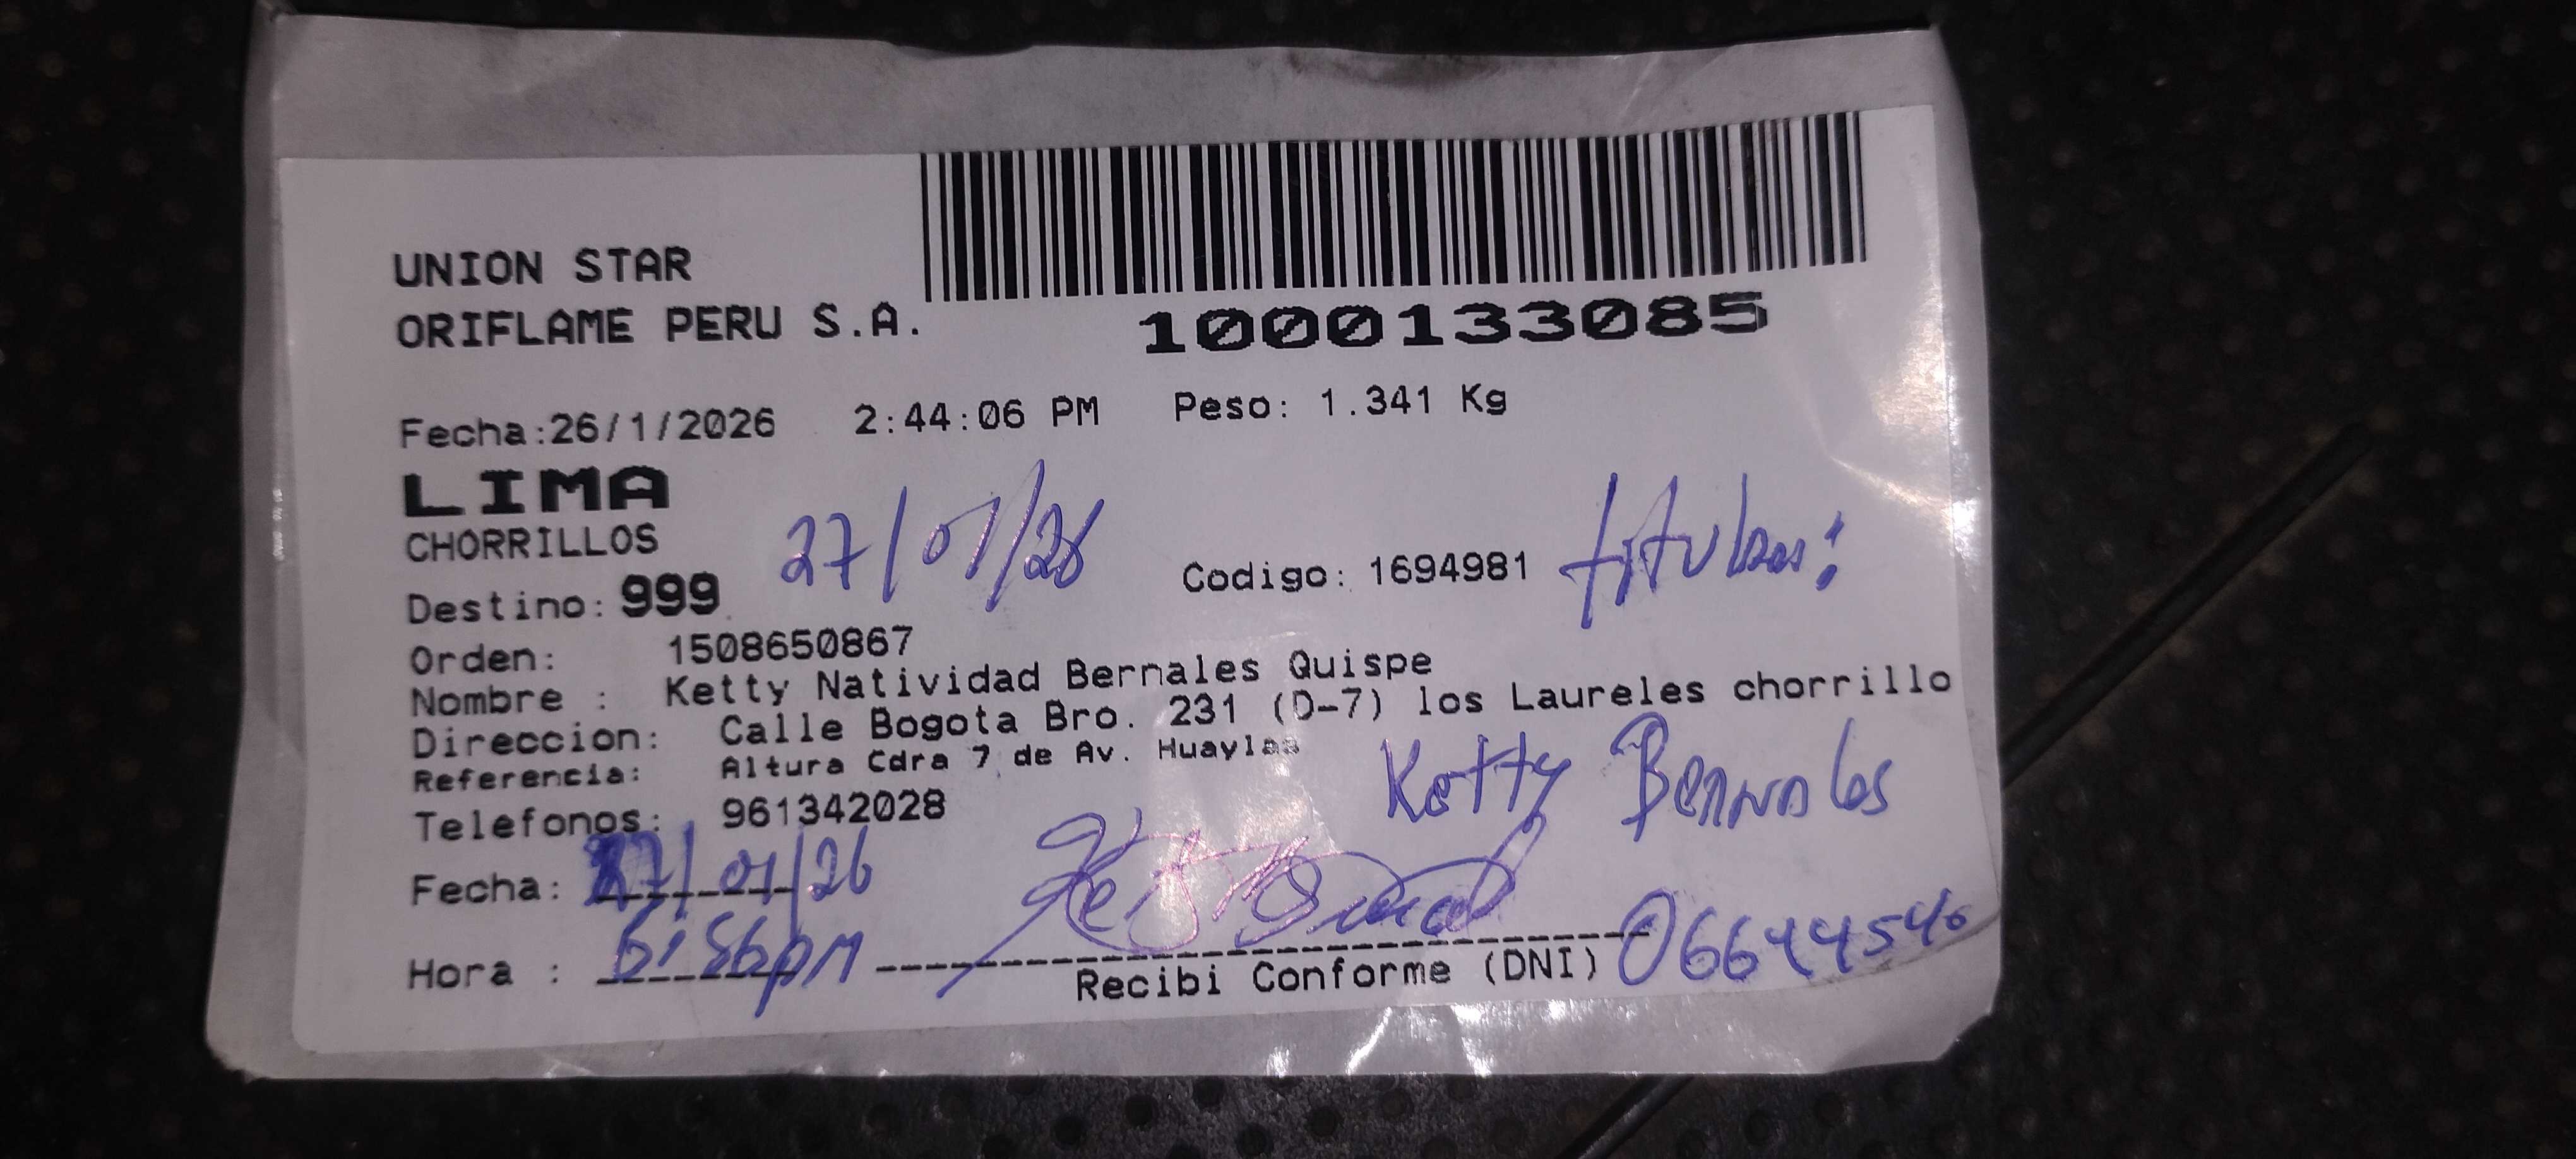 UNION STAR
ORIFLAME PERU S.A.
1000133085
Fecha:26/1/2026 2:44:06 PM Peso: 1.341 Kg
LIMA
CHORRILLOS
27/01/26
Destino: 999
Codigo: 1694981
Orden: 1508650867
Nombre : Ketty Natividad Bernales Quispe
Direccion: Calle Bogota Bro. 231 (D-7) los Laureles chorrillo
Referencia: Altura Cdra 7 de Av. Huaylas
Telefonos: 961342028
Ketty Bernales
Fecha: 27/01/26
Hora :
Recibi Conforme (DNI)